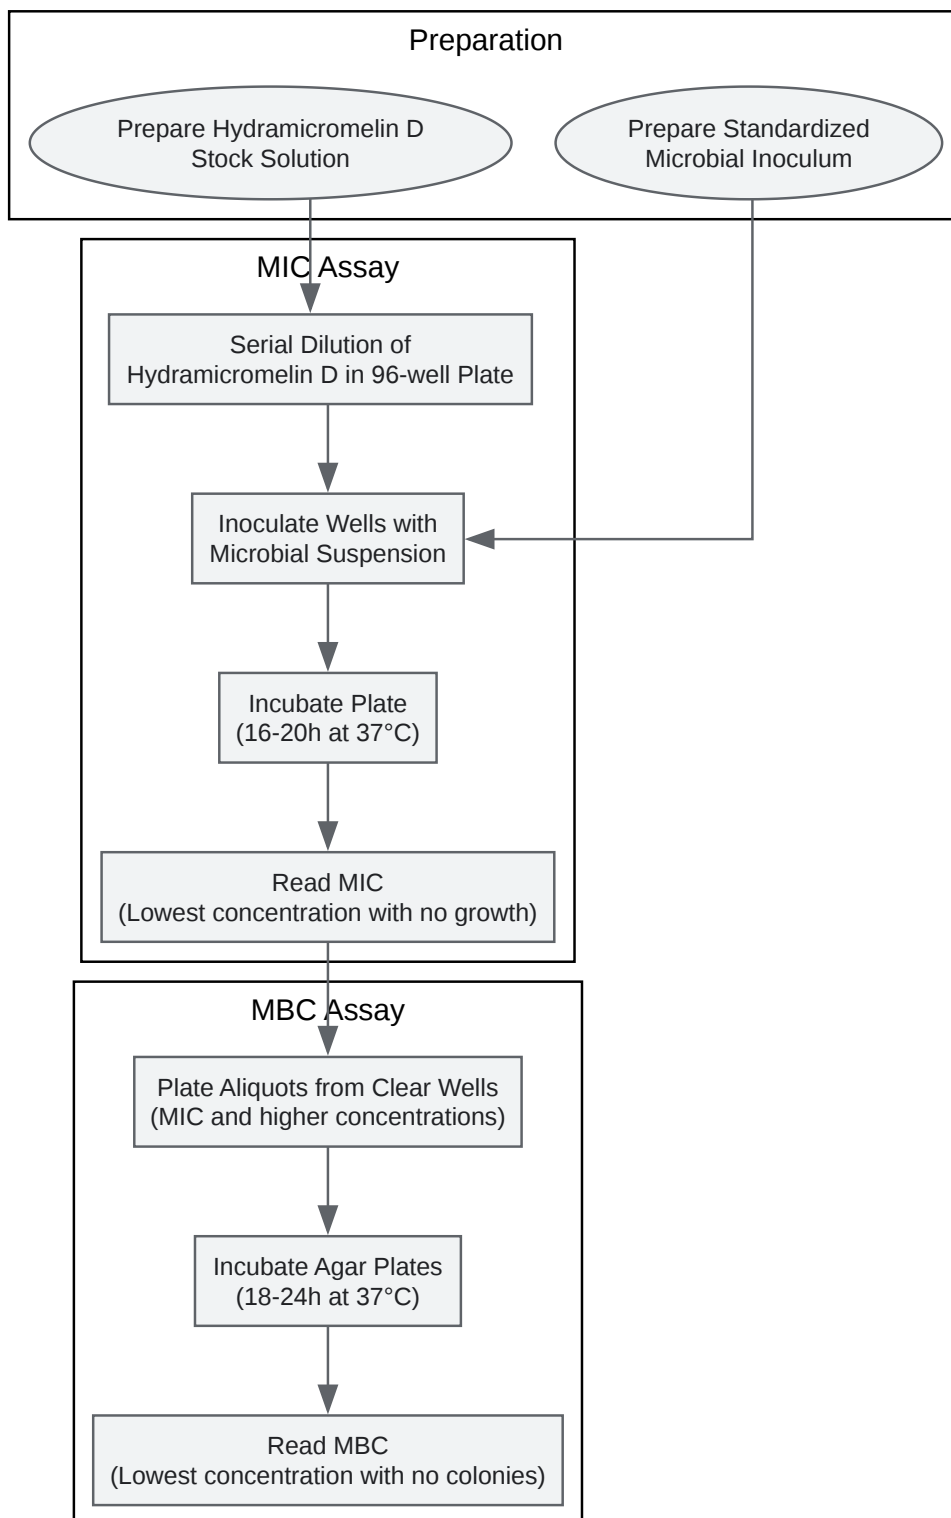 Preparation
Prepare Hydramicromelin D
Stock Solution
Prepare Standardized
Microbial Inoculum
MIC Assay
Serial Dilution of
Hydramicromelin D in 96-well Plate
Inoculate Wells with
Microbial Suspension
Incubate Plate
(16-20h at 37°C)
Read MIC
(Lowest concentration with no growth)
MBC Assay
Plate Aliquots from Clear Wells
(MIC and higher concentrations)
Incubate Agar Plates
(18-24h at 37°C)
Read MBC
(Lowest concentration with no colonies)